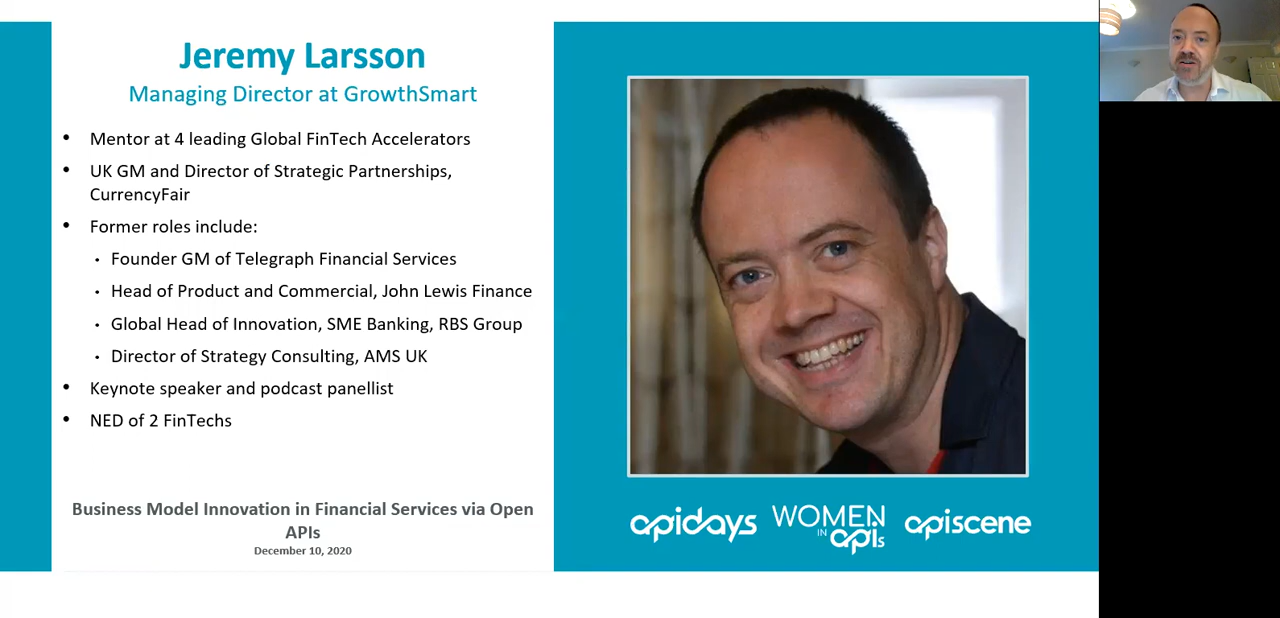 Jeremy Larsson
Managing Director at GrowthSmart
• Mentor at 4 leading Global FinTech Accelerators
• UK GM and Director of Strategic Partnerships,
CurrencyFair
• Former roles include:
• Founder GM of Telegraph Financial Services
• Head of Product and Commercial, John Lewis Finance
• Global Head of Innovation, SME Banking, RBS Group
• Director of Strategy Consulting, AMS UK
• Keynote speaker and podcast panellist
• NED of 2 FinTechs
Business Model Innovation in Financial Services via Open
APIs
December 10, 2020
apidays
WOMEN
IN apis
apiscene